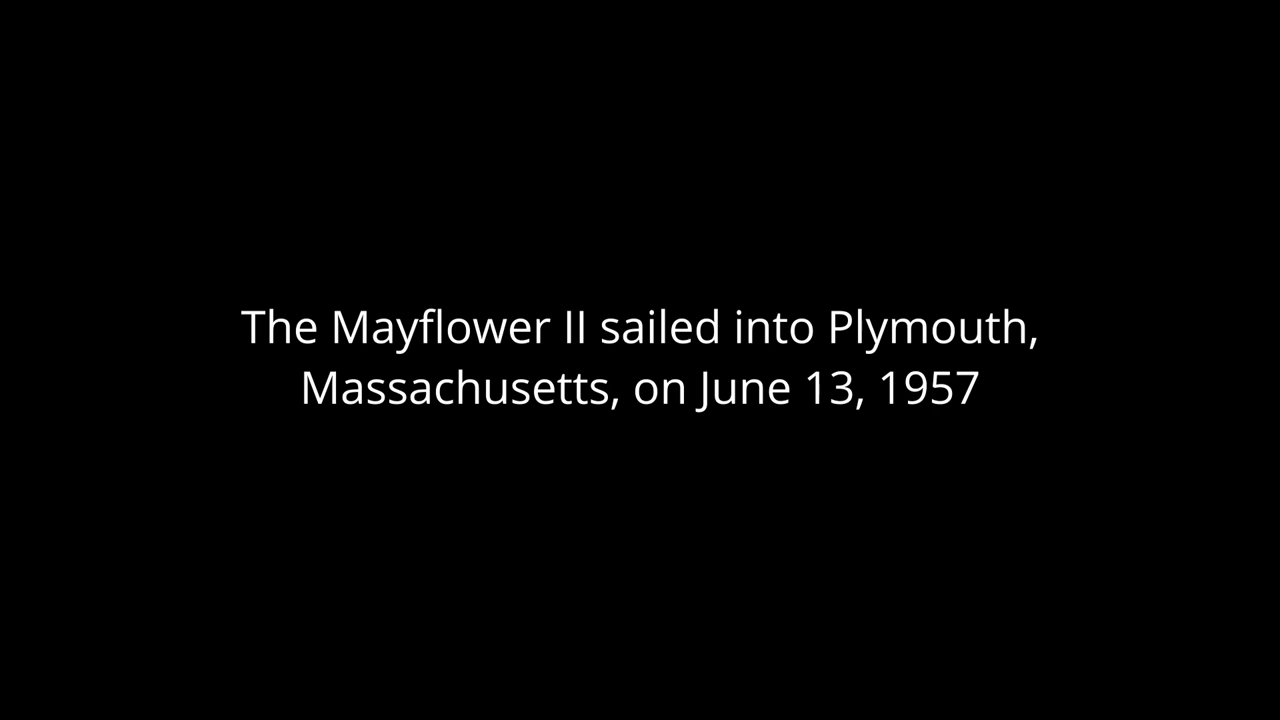 The Mayflower II sailed into Plymouth,
Massachusetts, on June 13, 1957